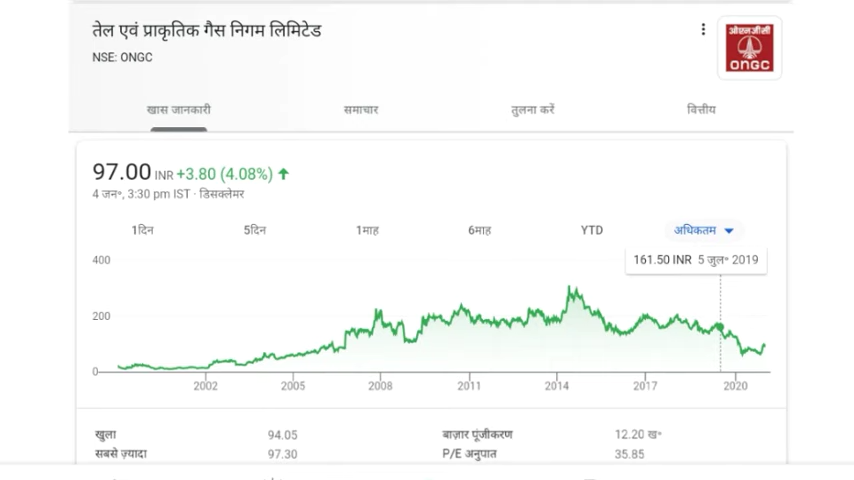 तेल एवं प्राकृतिक गैस निगम लिमिटेड
NSE: ONGC
ओएनजीसी
ONGC
ख़ास जानकारी समाचार तुलना करें वित्तीय
97.00 INR +3.80 (4.08%) ↑
4 जन॰, 3:30 pm IST · डिसक्लेमर
1दिन 5दिन 1माह 6माह YTD अधिकतम
161.50 INR 5 जुल॰ 2019
400
200
0
2002 2005 2008 2011 2014 2017 2020
खुला 94.05 बाज़ार पूंजीकरण 12.20 ख॰
सबसे ज़्यादा 97.30 P/E अनुपात 35.85